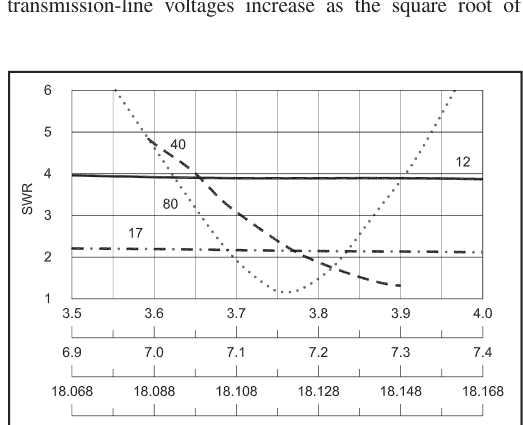 transmission-line voltages increase as the square root of
6
5
40
12
4
SWR
80
3
17
2
1
3.5 3.6 3.7 3.8 3.9 4.0
6.9 7.0 7.1 7.2 7.3 7.4
18.068 18.088 18.108 18.128 18.148 18.168